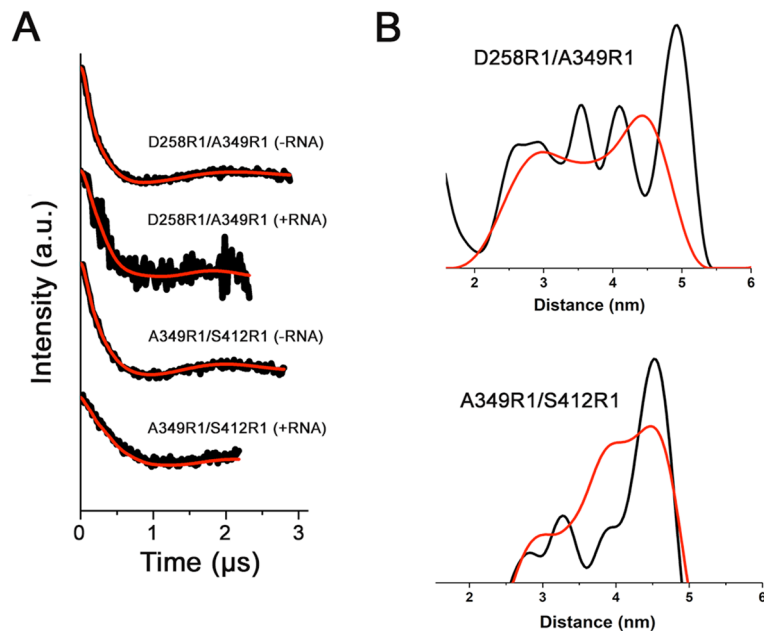 A
D258R1/A349R1 (-RNA)
D258R1/A349R1 (+RNA)
A349R1/S412R1 (-RNA)
A349R1/S412R1 (+RNA)
Intensity (a.u.)
0 1 2 3
Time (µs)
B
D258R1/A349R1
2 3 4 5 6
Distance (nm)
A349R1/S412R1
2 3 4 5 6
Distance (nm)